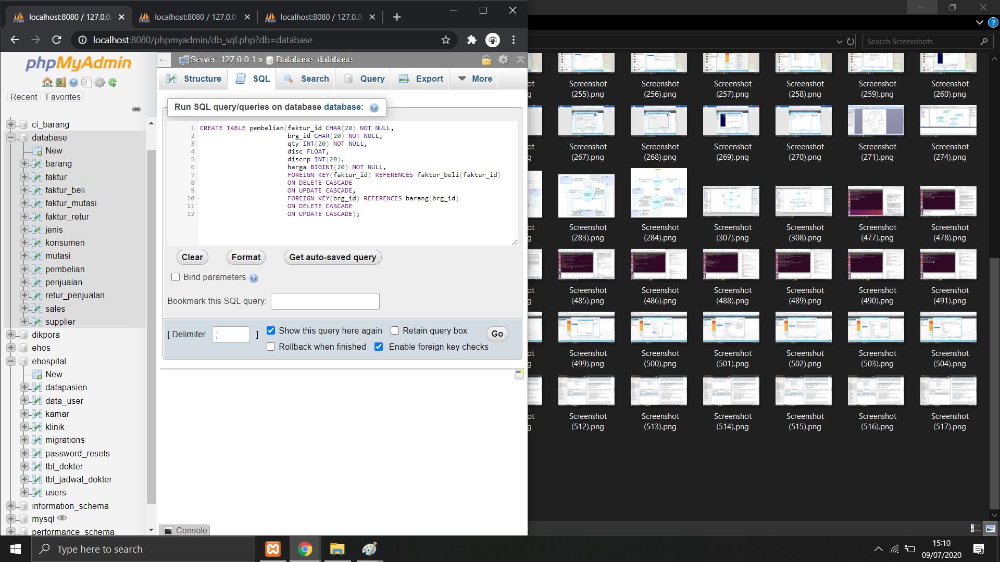 localhost:8080 / 127.0.0.
localhost:8080 / 127.0.0.
localhost:8080 / 127.0.0.
localhost:8080/phpmyadmin/db_sql.php?db=database
Search Screenshots
phpMyAdmin
Recent
Favorites
ci_barang
database
New
barang
faktur
faktur_beli
faktur_mutasi
faktur_retur
jenis
konsumen
mutasi
pembelian
penjualan
retur_penjualan
sales
supplier
dikpora
ehos
ehospital
New
datapasien
data_user
kamar
klinik
migrations
password_resets
tbl_dokter
tbl_jadwal_dokter
users
information_schema
mysql
performance_schema
Server: 127.0.0.1 » Database: database
Structure
SQL
Search
Query
Export
More
Run SQL query/queries on database database:
1 CREATE TABLE pembelian(faktur_id CHAR(20) NOT NULL,
2 brg_id CHAR(20) NOT NULL,
3 qty INT(20) NOT NULL,
4 disc FLOAT,
5 discrp INT(20),
6 harga BIGINT(20) NOT NULL,
7 FOREIGN KEY(faktur_id) REFERENCES faktur_beli(faktur_id)
8 ON DELETE CASCADE
9 ON UPDATE CASCADE,
10 FOREIGN KEY(brg_id) REFERENCES barang(brg_id)
11 ON DELETE CASCADE
12 ON UPDATE CASCADE);
Clear
Format
Get auto-saved query
Bind parameters
Bookmark this SQL query:
[ Delimiter ; ]
Show this query here again
Retain query box
Go
Rollback when finished
Enable foreign key checks
Console
Screenshot (255).png
Screenshot (256).png
Screenshot (257).png
Screenshot (258).png
Screenshot (259).png
Screenshot (260).png
Screenshot (267).png
Screenshot (268).png
Screenshot (269).png
Screenshot (270).png
Screenshot (271).png
Screenshot (274).png
Screenshot (283).png
Screenshot (284).png
Screenshot (307).png
Screenshot (308).png
Screenshot (477).png
Screenshot (478).png
Screenshot (485).png
Screenshot (486).png
Screenshot (488).png
Screenshot (489).png
Screenshot (490).png
Screenshot (491).png
Screenshot (499).png
Screenshot (500).png
Screenshot (501).png
Screenshot (502).png
Screenshot (503).png
Screenshot (504).png
Screenshot (512).png
Screenshot (513).png
Screenshot (514).png
Screenshot (515).png
Screenshot (516).png
Screenshot (517).png
Type here to search
15:10
09/07/2020